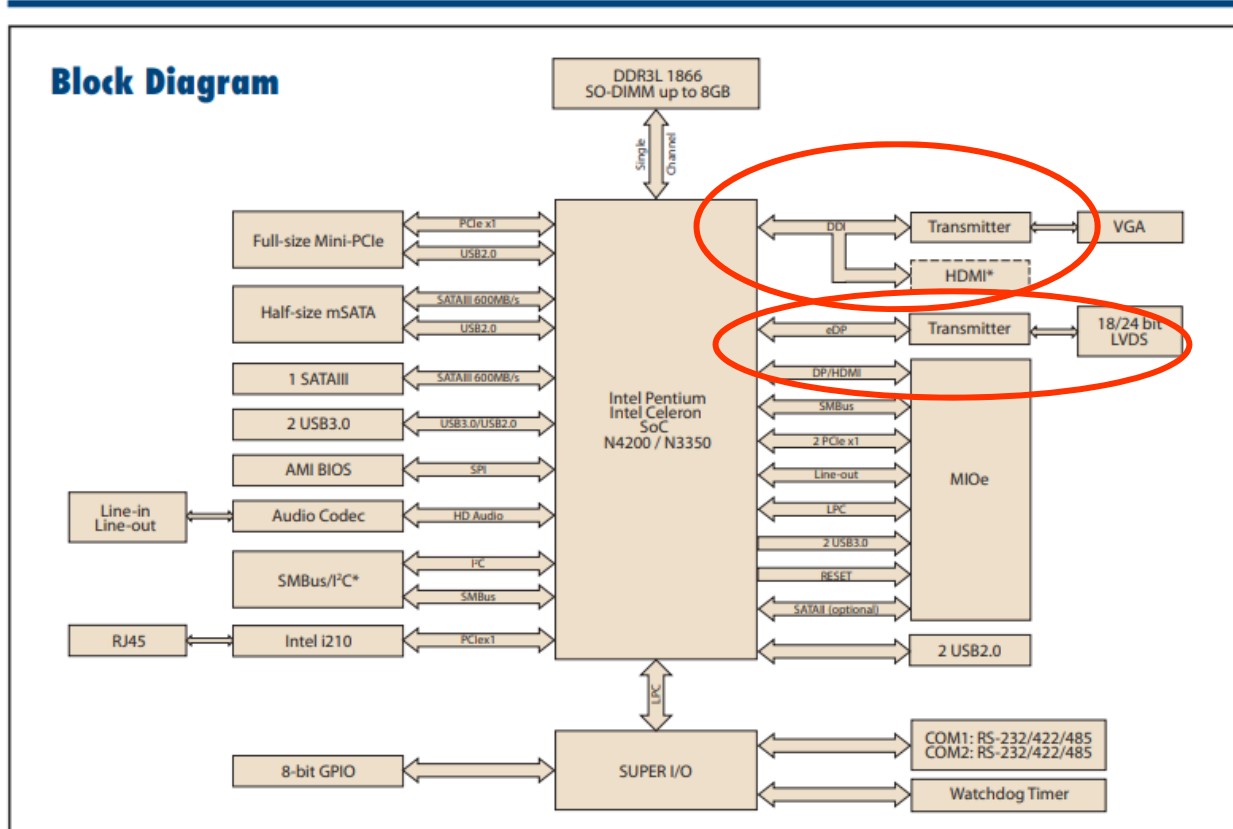 Block Diagram
DDR3L 1866
SO-DIMM up to 8GB
Single
Channel
Full-size Mini-PCIe
PCIe x1
USB2.0
DDI
Transmitter
VGA
HDMI*
Half-size mSATA
SATAIII 600MB/s
USB2.0
eDP
Transmitter
18/24 bit
LVDS
1 SATAIII
SATAIII 600MB/s
2 USB3.0
USB3.0/USB2.0
AMI BIOS
SPI
Line-in
Line-out
Audio Codec
HD Audio
SMBus/I²C*
I²C
SMBus
RJ45
Intel i210
PCIex1
Intel Pentium
Intel Celeron
SoC
N4200 / N3350
DP/HDMI
SMBus
2 PCIe x1
Line-out
LPC
2 USB3.0
RESET
SATAII (optional)
MIOe
2 USB2.0
LPC
8-bit GPIO
SUPER I/O
COM1: RS-232/422/485
COM2: RS-232/422/485
Watchdog Timer